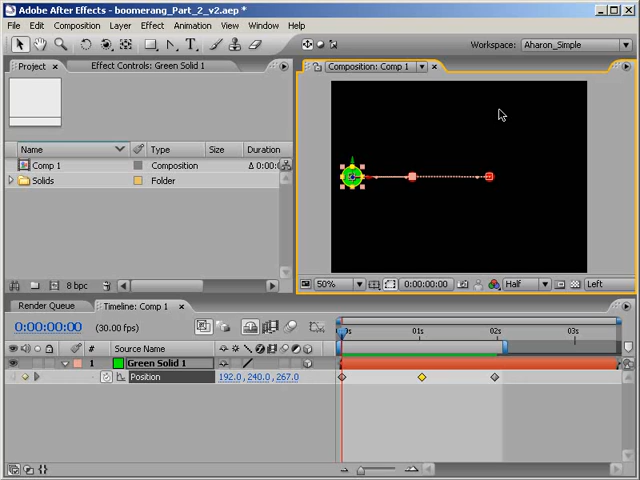 Adobe After Effects - boomerang_Part_2_v2.aep *
File Edit Composition Layer Effect Animation View Window Help
Workspace: Aharon_Simple
Project Effect Controls: Green Solid 1
Composition: Comp 1
Name Type Size Duration
Comp 1 Composition Δ 0:00:0
Solids Folder
8 bpc
50% 0:00:00:00 Half Left
Render Queue Timeline: Comp 1
0:00:00:00 (30.00 fps)
01s 02s 03s
# Source Name
1 Green Solid 1
Position 192.0, 240.0, 267.0